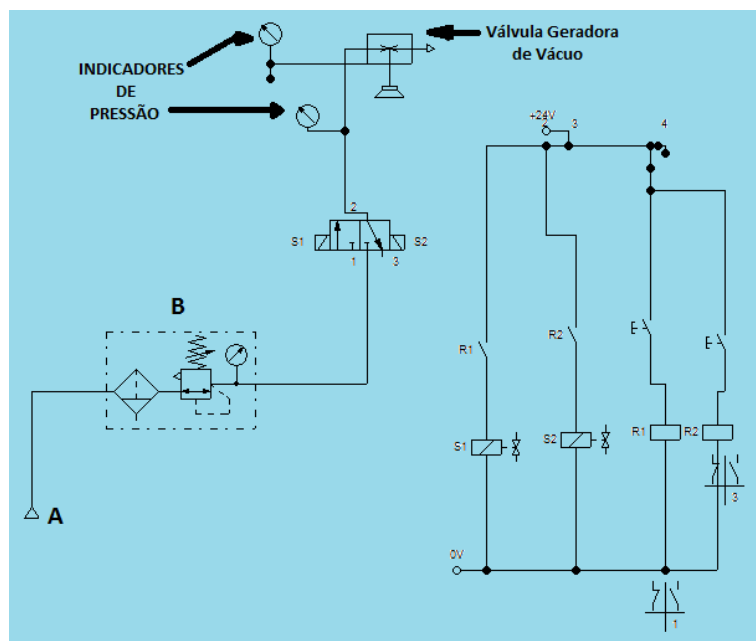 INDICADORES
DE
PRESSÃO
Válvula Geradora
de Vácuo
2
S1
S2
1
3
B
A
+24V
3
4
R1
R2
S1
S2
R1
R2
3
0V
1